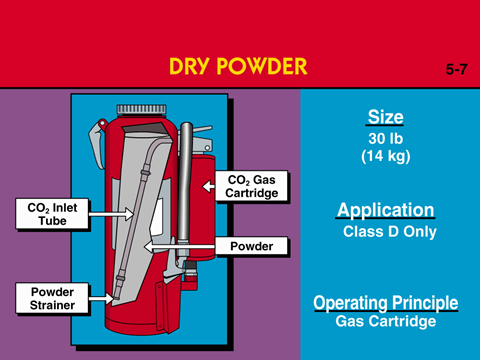 DRY POWDER
5-7
CO₂ Gas
Cartridge
CO₂ Inlet
Tube
Powder
Powder
Strainer
Size
30 lb
(14 kg)
Application
Class D Only
Operating Principle
Gas Cartridge